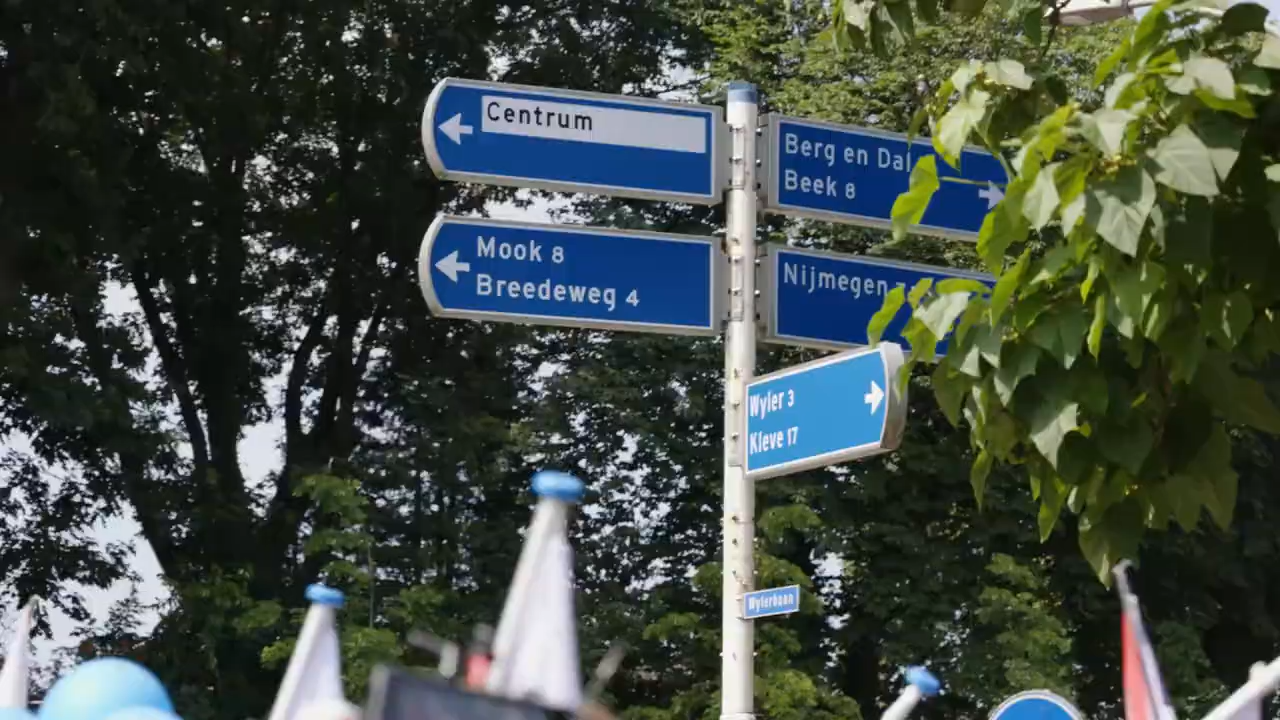 Centrum
Mook 8
Breedeweg 4
Berg en Dal
Beek 8
Nijmegen
Wyler 3
Kleve 17
Wylerbaan